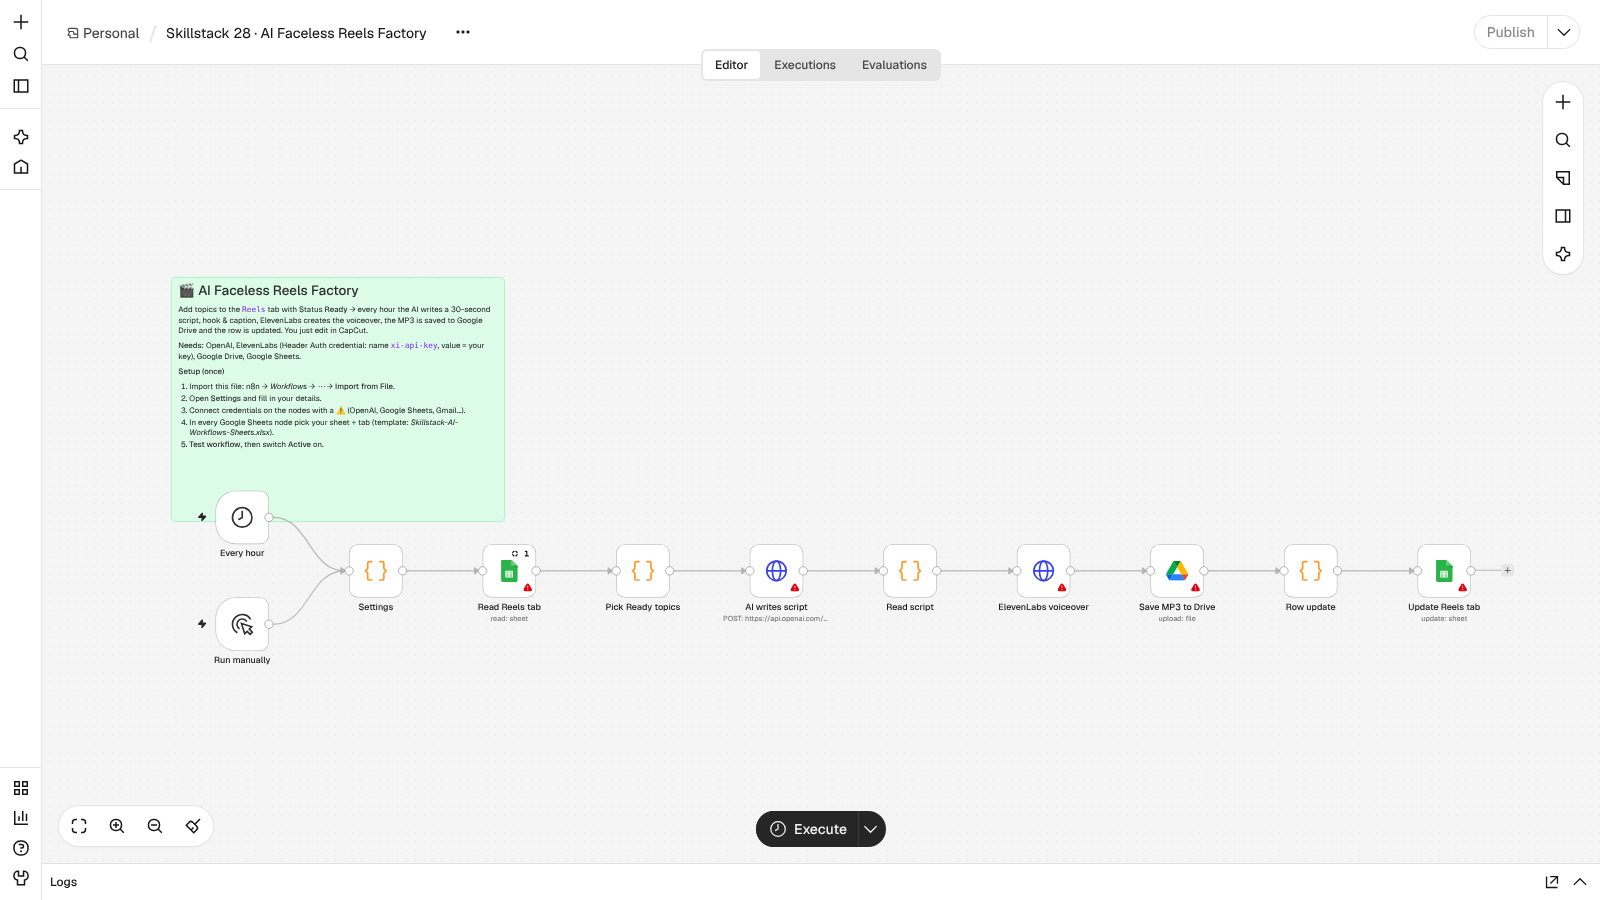 Personal / Skillstack 28 · AI Faceless Reels Factory ···
Publish
Editor Executions Evaluations
🎬 AI Faceless Reels Factory
Add topics to the Reels tab with Status Ready → every hour the AI writes a 30-second
script, hook & caption, ElevenLabs creates the voiceover, the MP3 is saved to Google
Drive and the row is updated. You just edit in CapCut.
Needs: OpenAI, ElevenLabs (Header Auth credential: name xi-api-key, value = your
key), Google Drive, Google Sheets.
Setup (once)
1. Import this file: n8n → Workflows → ··· → Import from File.
2. Open Settings and fill in your details.
3. Connect credentials on the nodes with a ⚠️ (OpenAI, Google Sheets, Gmail…).
4. In every Google Sheets node pick your sheet + tab (template: Skillstack-AI-
Workflows-Sheets.xlsx).
5. Test workflow, then switch Active on.
Every hour
Run manually
Settings
1
Read Reels tab
read: sheet
Pick Ready topics
AI writes script
POST: https://api.openai.com/...
Read script
ElevenLabs voiceover
Save MP3 to Drive
upload: file
Row update
Update Reels tab
update: sheet
Execute
Logs